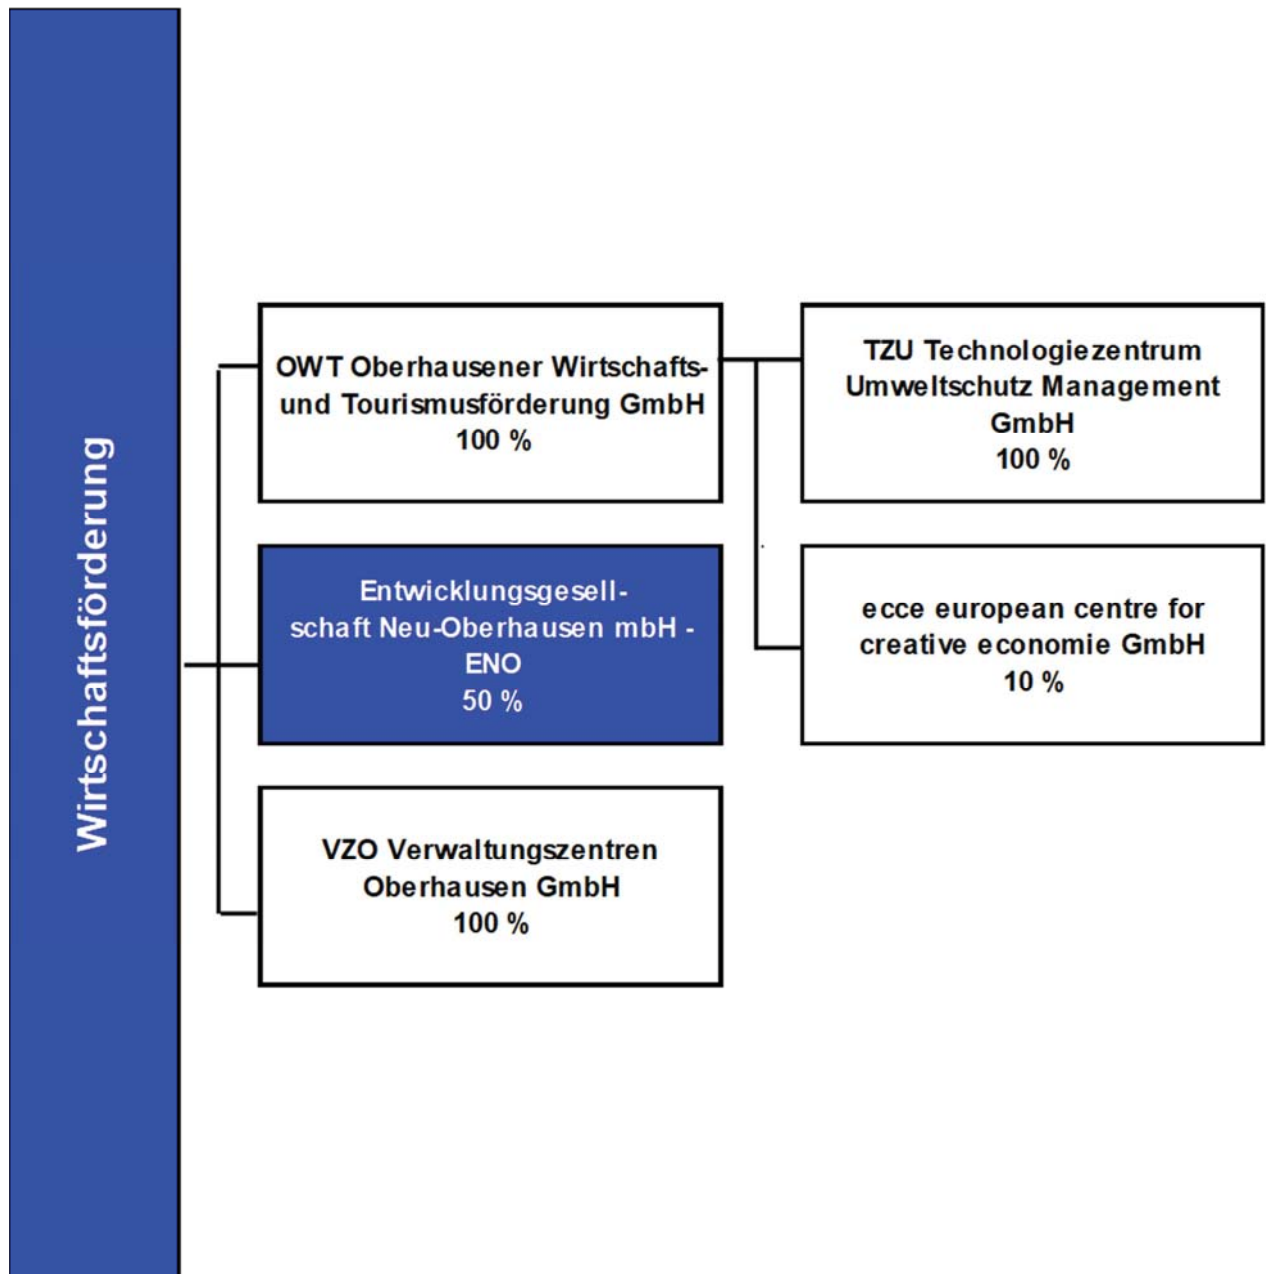 Wirtschaftsförderung
OWT Oberhausener Wirtschafts-
und Tourismusförderung GmbH
100 %
TZU Technologiezentrum
Umweltschutz Management
GmbH
100 %
Entwicklungsgesell-
schaft Neu-Oberhausen mbH -
ENO
50 %
ecce european centre for
creative economie GmbH
10 %
VZO Verwaltungszentren
Oberhausen GmbH
100 %